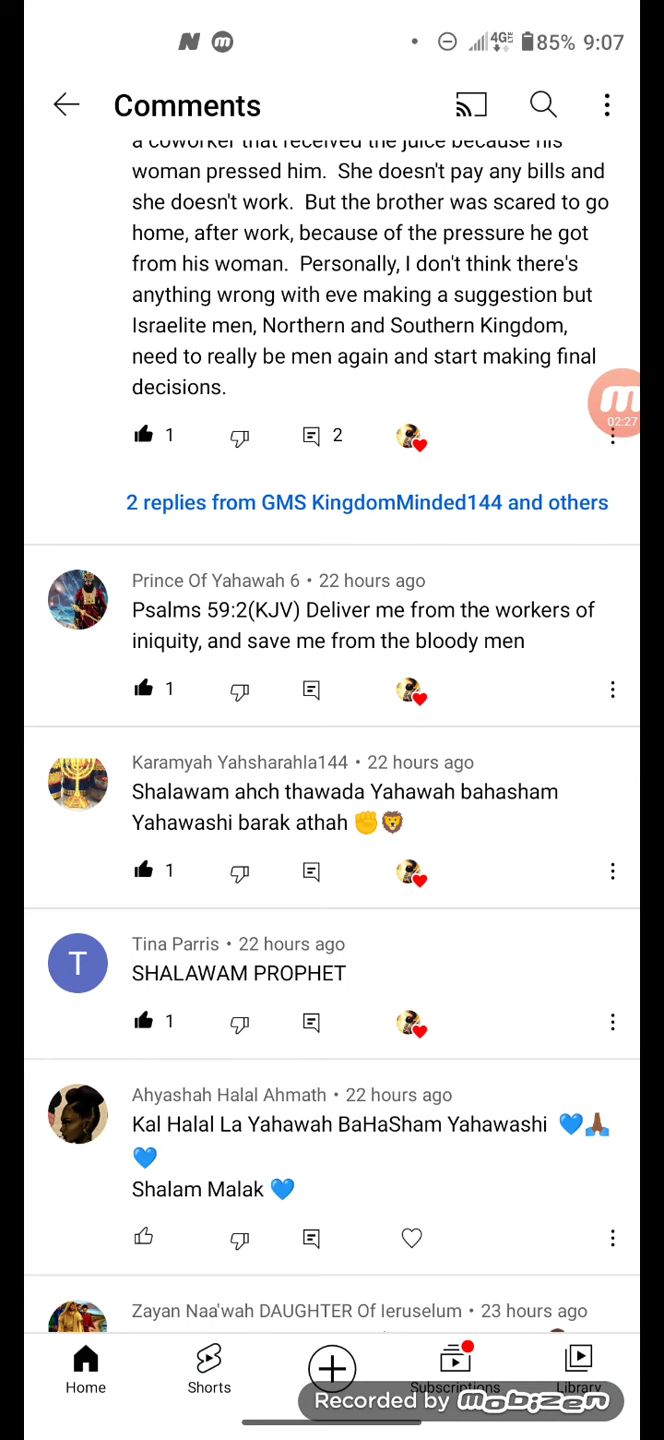 85% 9:07
Comments
a coworker that received the juice because his
woman pressed him.  She doesn't pay any bills and
she doesn't work.  But the brother was scared to go
home, after work, because of the pressure he got
from his woman.  Personally, I don't think there's
anything wrong with eve making a suggestion but
Israelite men, Northern and Southern Kingdom,
need to really be men again and start making final
decisions.
02:27
1 2
2 replies from GMS KingdomMinded144 and others
Prince Of Yahawah 6 • 22 hours ago
Psalms 59:2(KJV) Deliver me from the workers of
iniquity, and save me from the bloody men
1
Karamyah Yahsharahla144 • 22 hours ago
Shalawam ahch thawada Yahawah bahasham
Yahawashi barak athah ✊🦁
1
T
Tina Parris • 22 hours ago
SHALAWAM PROPHET
1
Ahyashah Halal Ahmath • 22 hours ago
Kal Halal La Yahawah BaHaSham Yahawashi 💙🙏🏾
💙
Shalam Malak 💙
Zayan Naa'wah DAUGHTER Of Ieruselum • 23 hours ago
Home Shorts Subscriptions Library
Recorded by mobizen